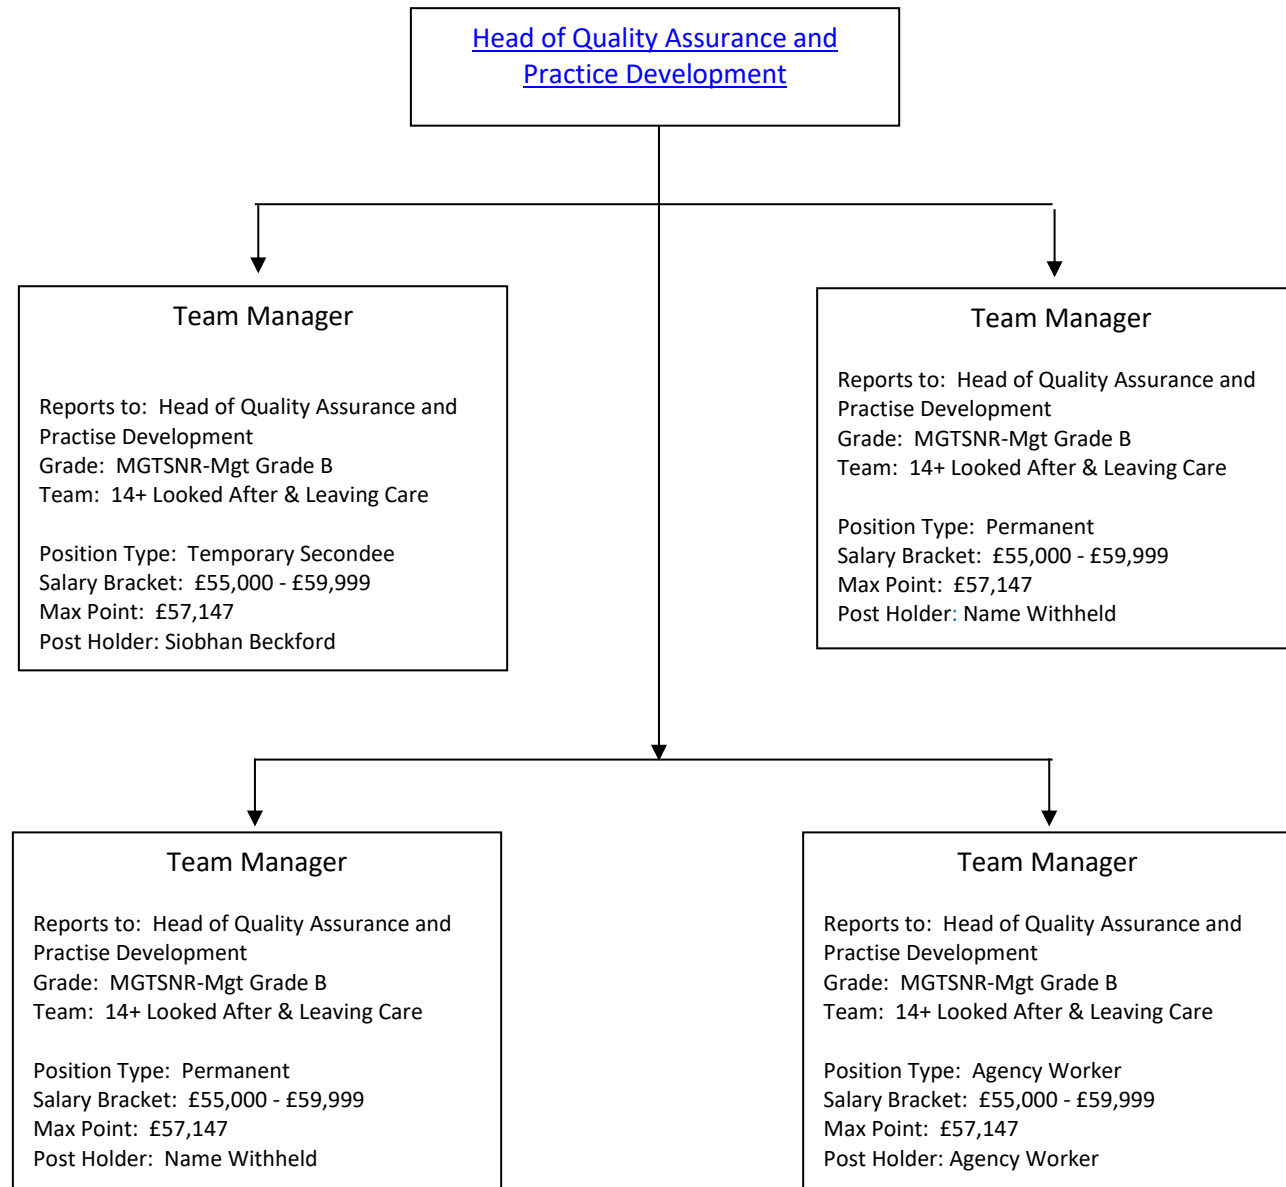 Head of Quality Assurance and
Practice Development
Team Manager
Reports to:  Head of Quality Assurance and
Practise Development
Grade:  MGTSNR-Mgt Grade B
Team:  14+ Looked After & Leaving Care
Position Type:  Temporary Secondee
Salary Bracket:  £55,000 - £59,999
Max Point:  £57,147
Post Holder: Siobhan Beckford
Team Manager
Reports to:  Head of Quality Assurance and
Practise Development
Grade:  MGTSNR-Mgt Grade B
Team:  14+ Looked After & Leaving Care
Position Type:  Permanent
Salary Bracket:  £55,000 - £59,999
Max Point:  £57,147
Post Holder: Name Withheld
Team Manager
Reports to:  Head of Quality Assurance and
Practise Development
Grade:  MGTSNR-Mgt Grade B
Team:  14+ Looked After & Leaving Care
Position Type:  Permanent
Salary Bracket:  £55,000 - £59,999
Max Point:  £57,147
Post Holder:  Name Withheld
Team Manager
Reports to:  Head of Quality Assurance and
Practise Development
Grade:  MGTSNR-Mgt Grade B
Team:  14+ Looked After & Leaving Care
Position Type:  Agency Worker
Salary Bracket:  £55,000 - £59,999
Max Point:  £57,147
Post Holder: Agency Worker